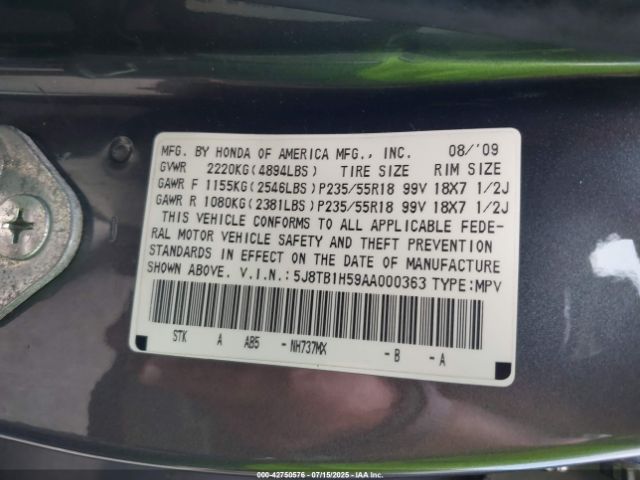 MFG. BY HONDA OF AMERICA MFG., INC. 08/'09
GVWR 2220KG(4894LBS) TIRE SIZE RIM SIZE
GAWR F 1155KG(2546LBS)P235/55R18 99V 18X7 1/2J
GAWR R 1080KG(2381LBS)P235/55R18 99V 18X7 1/2J
THIS VEHICLE CONFORMS TO ALL APPLICABLE FEDE-
RAL MOTOR VEHICLE SAFETY AND THEFT PREVENTION
STANDARDS IN EFFECT ON THE DATE OF MANUFACTURE
SHOWN ABOVE. V.I.N.:5J8TB1H59AA000363 TYPE:MPV
STK A AB5 -NH737MX -B -A
000-42750576 - 07/15/2025 - IAA Inc.